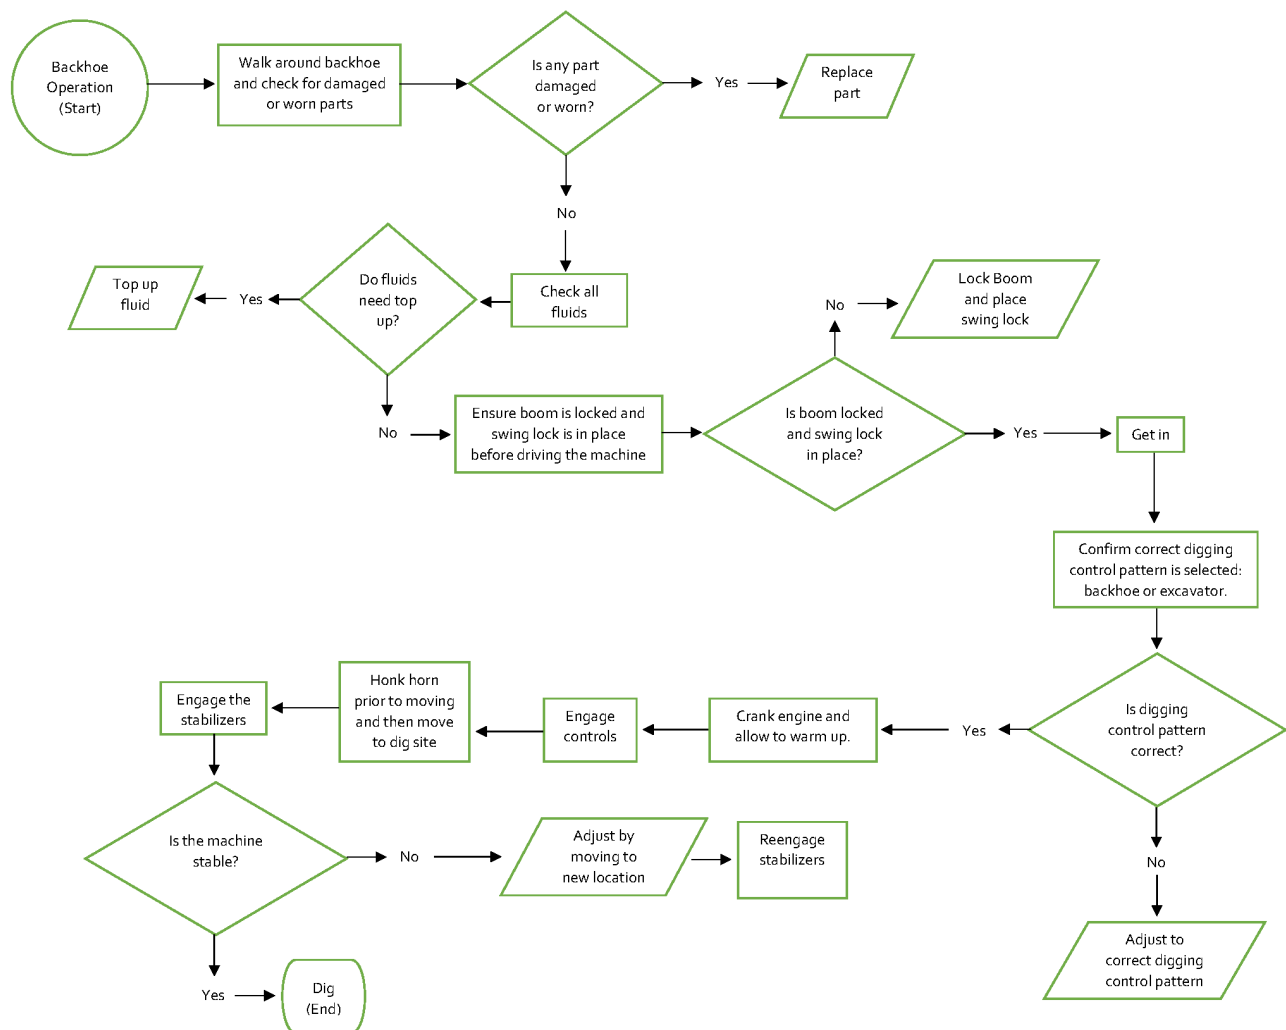 Backhoe
Operation
(Start)
Walk around backhoe
and check for damaged
or worn parts
Is any part
damaged
or worn?
Yes
Replace
part
No
Check all
fluids
Do fluids
need top
up?
Yes
Top up
fluid
No
Ensure boom is locked and
swing lock is in place
before driving the machine
Is boom locked
and swing lock
in place?
No
Lock Boom
and place
swing lock
Yes
Get in
Confirm correct digging
control pattern is selected:
backhoe or excavator.
Is digging
control pattern
correct?
No
Adjust to
correct digging
control pattern
Yes
Crank engine and
allow to warm up.
Engage
controls
Honk horn
prior to moving
and then move
to dig site
Engage the
stabilizers
Is the machine
stable?
No
Adjust by
moving to
new location
Reengage
stabilizers
Yes
Dig
(End)